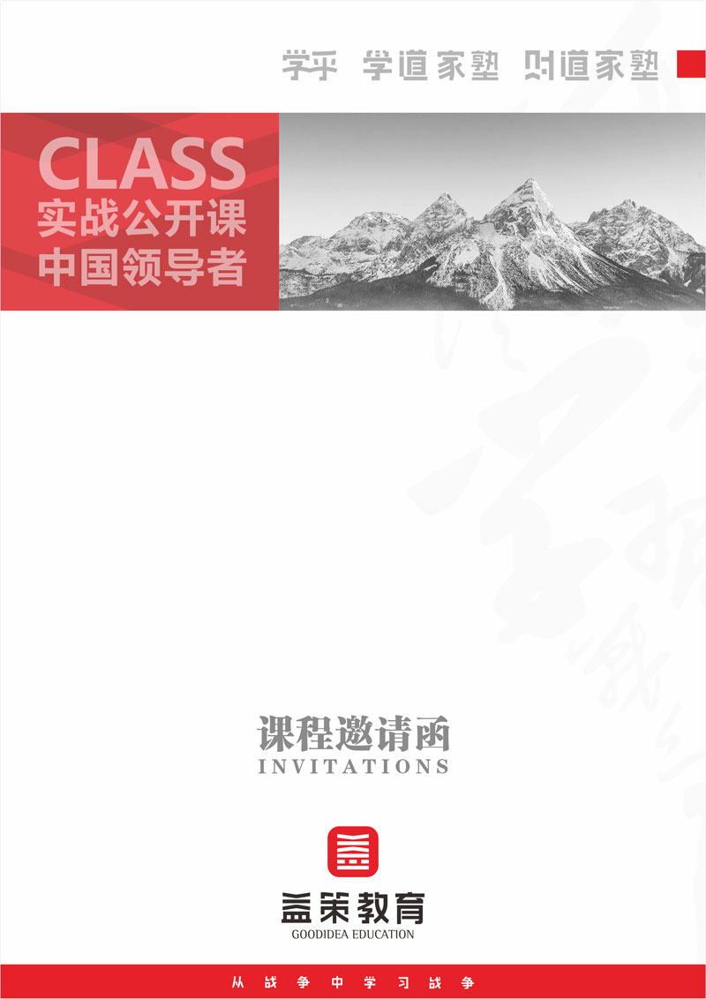 学乎 学道家塾 时道家塾
CLASS
实战公开课
中国领导者
课程邀请函
INVITATIONS
益策教育
GOODIDEA EDUCATION
从战争中学习战争